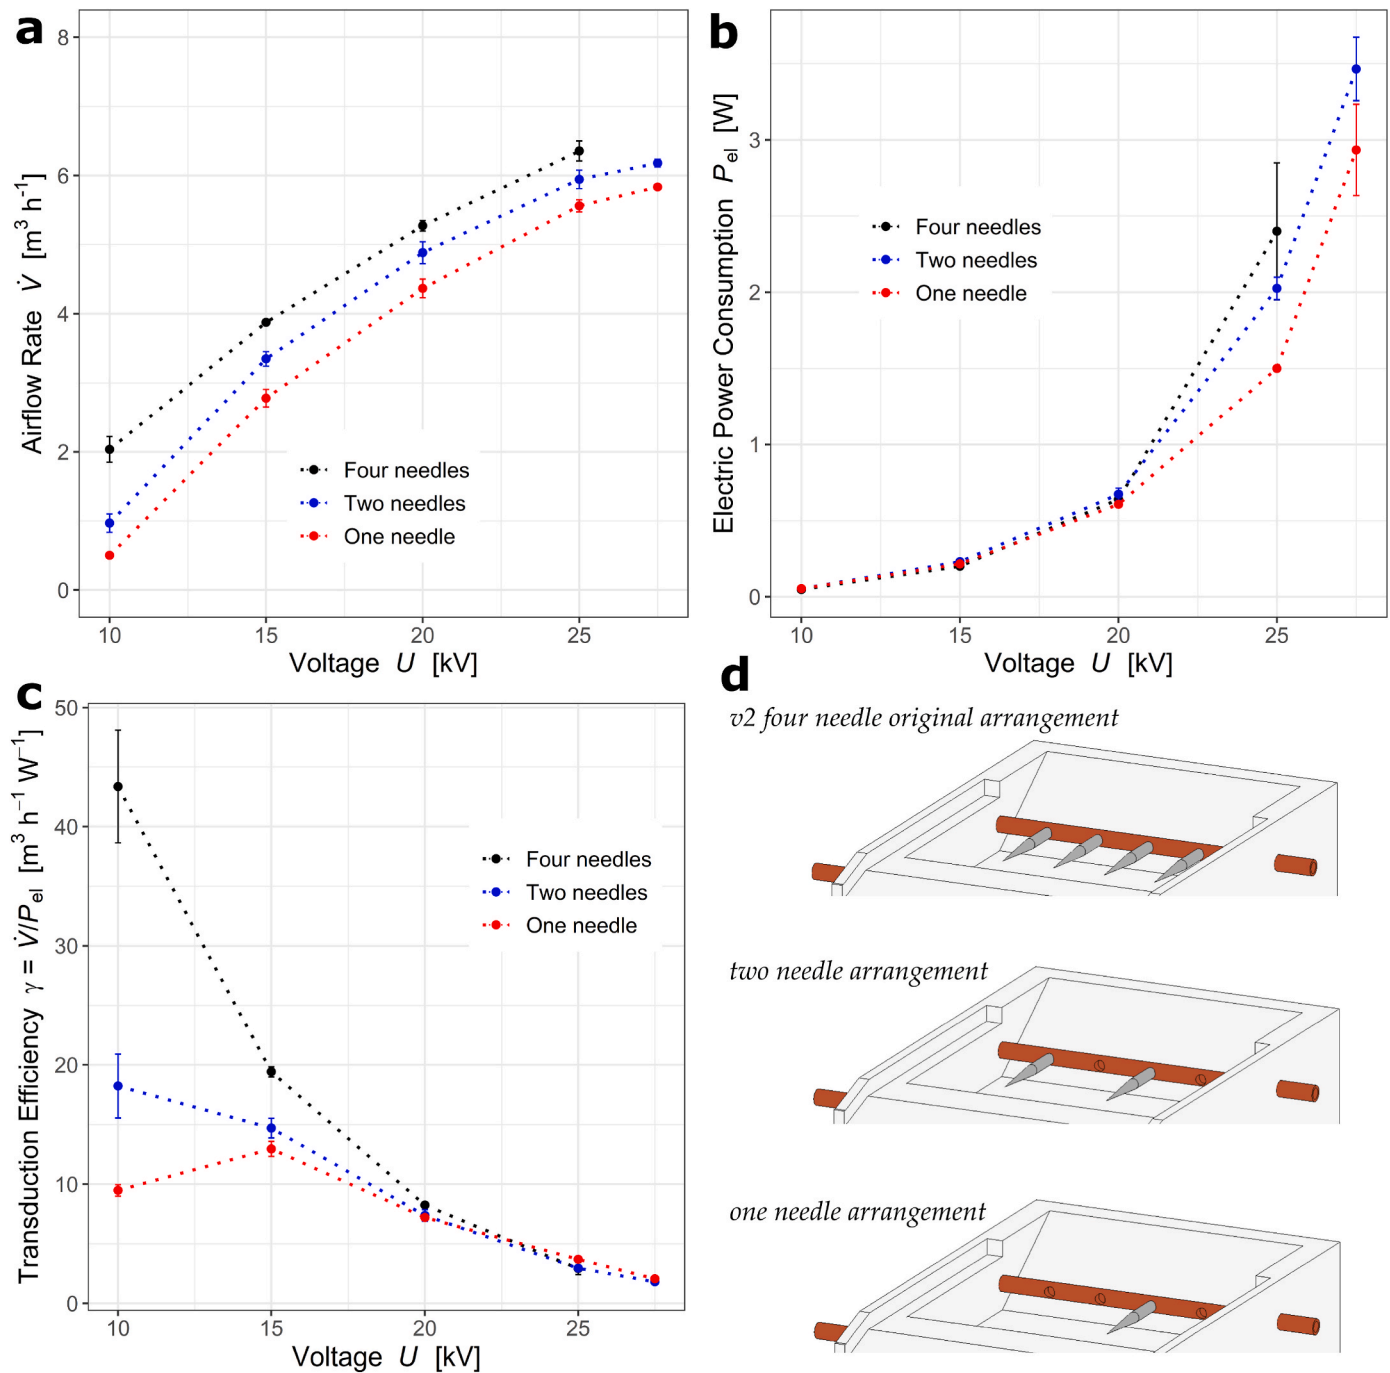 a
8
6
4
2
0
Airflow Rate V̇ [m³ h⁻¹]
Four needles
Two needles
One needle
10 15 20 25
Voltage U [kV]
b
3
2
1
0
Electric Power Consumption Pel [W]
Four needles
Two needles
One needle
10 15 20 25
Voltage U [kV]
c
50
40
30
20
10
0
Transduction Efficiency γ = V̇/Pel [m³ h⁻¹ W⁻¹]
Four needles
Two needles
One needle
10 15 20 25
Voltage U [kV]
d
v2 four needle original arrangement
two needle arrangement
one needle arrangement